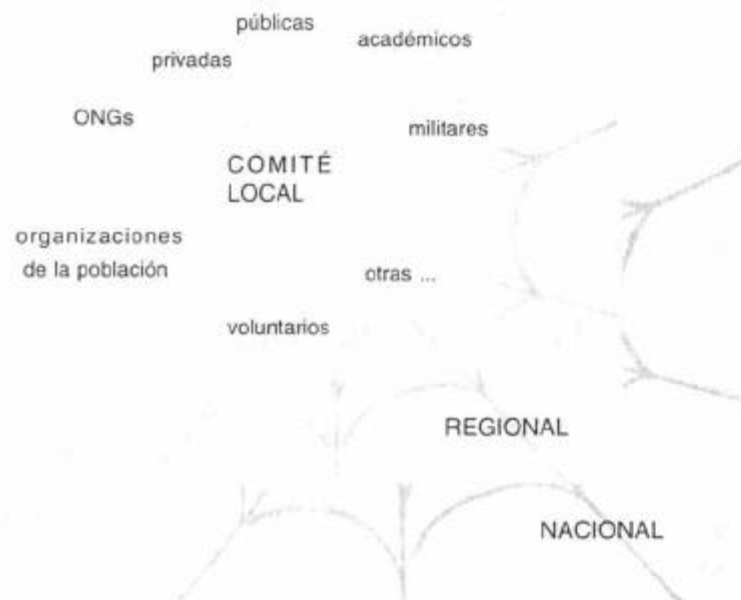 públicas
académicos
privadas
ONGs
militares
COMITÉ
LOCAL
organizaciones
de la población
otras ...
voluntarios
REGIONAL
NACIONAL